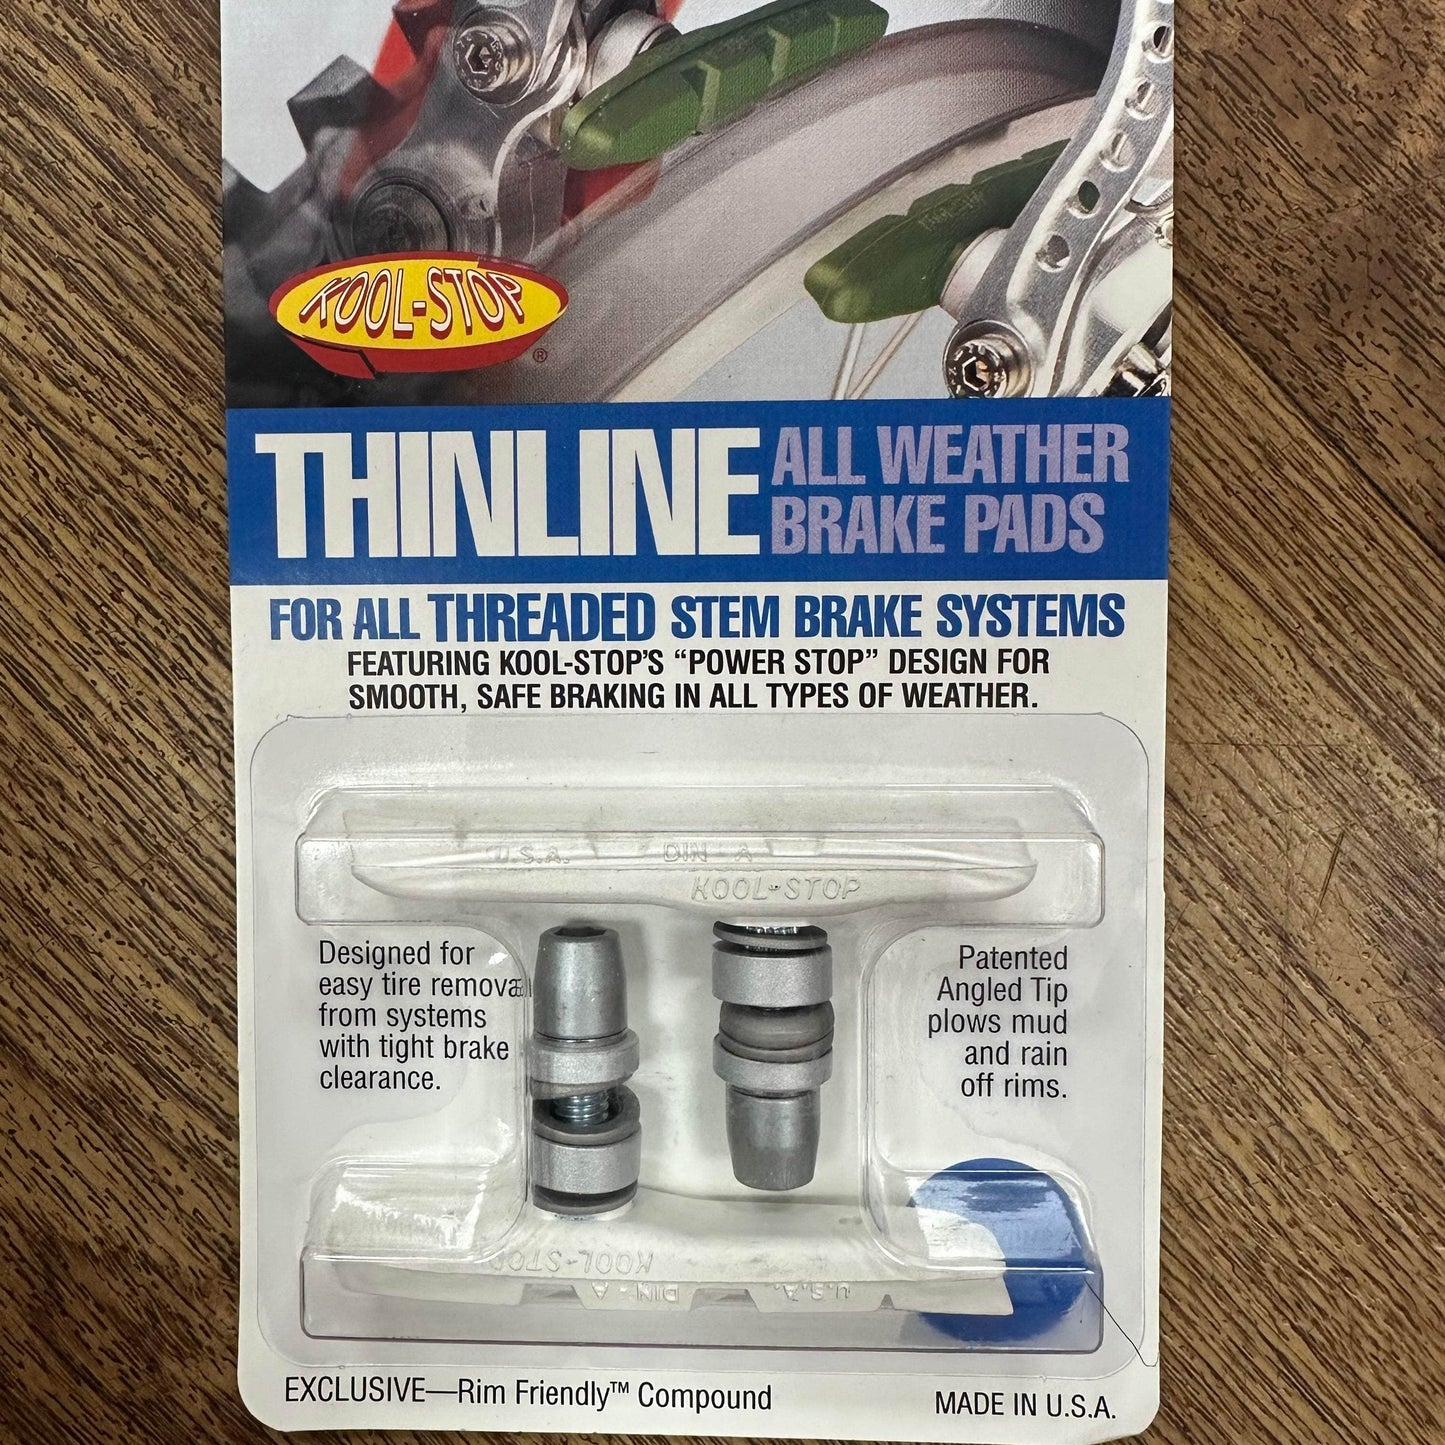 KOOL-STOP
®
THINLINE ALL WEATHER
BRAKE PADS
FOR ALL THREADED STEM BRAKE SYSTEMS
FEATURING KOOL-STOP'S “POWER STOP” DESIGN FOR
SMOOTH, SAFE BRAKING IN ALL TYPES OF WEATHER.
U.S.A. DIN - A
KOOL-STOP
Designed for
easy tire removal
from systems
with tight brake
clearance.
Patented
Angled Tip
plows mud
and rain
off rims.
KOOL-STOP
DIN - A U.S.A.
EXCLUSIVE—Rim Friendly™ Compound
MADE IN U.S.A.